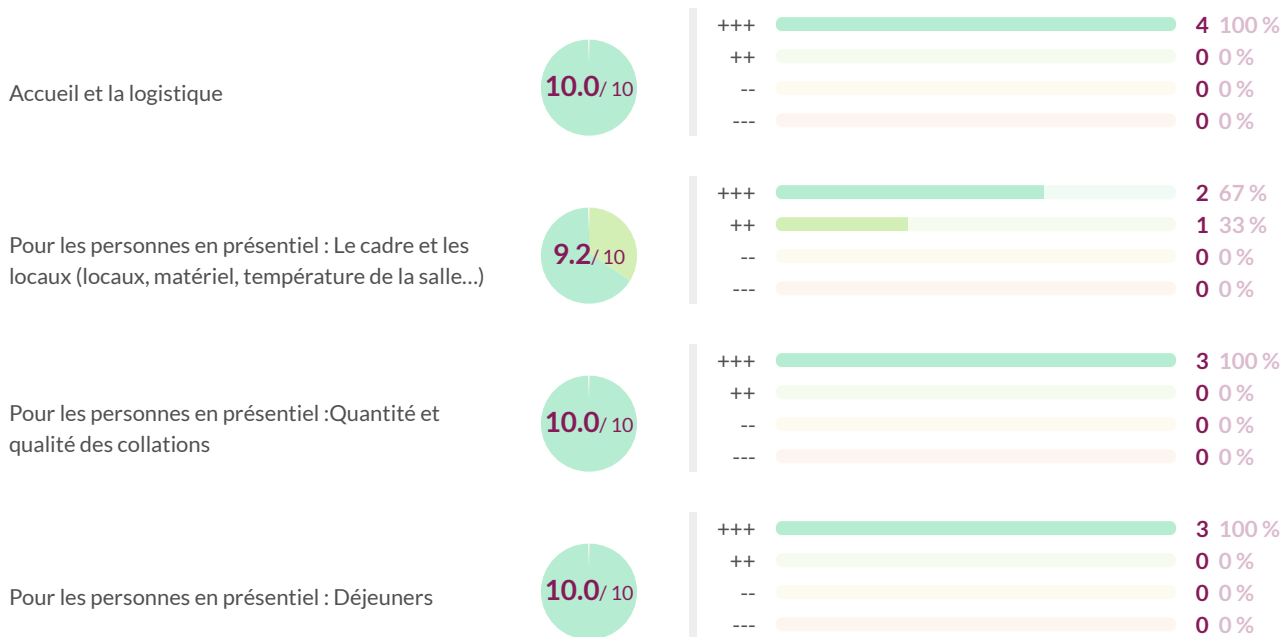 Accueil et la logistique
10.0/ 10
+++ 4 100 %
++ 0 0 %
-- 0 0 %
--- 0 0 %
Pour les personnes en présentiel : Le cadre et les
locaux (locaux, matériel, température de la salle...)
9.2/ 10
+++ 2 67 %
++ 1 33 %
-- 0 0 %
--- 0 0 %
Pour les personnes en présentiel :Quantité et
qualité des collations
10.0/ 10
+++ 3 100 %
++ 0 0 %
-- 0 0 %
--- 0 0 %
Pour les personnes en présentiel : Déjeuners
10.0/ 10
+++ 3 100 %
++ 0 0 %
-- 0 0 %
--- 0 0 %